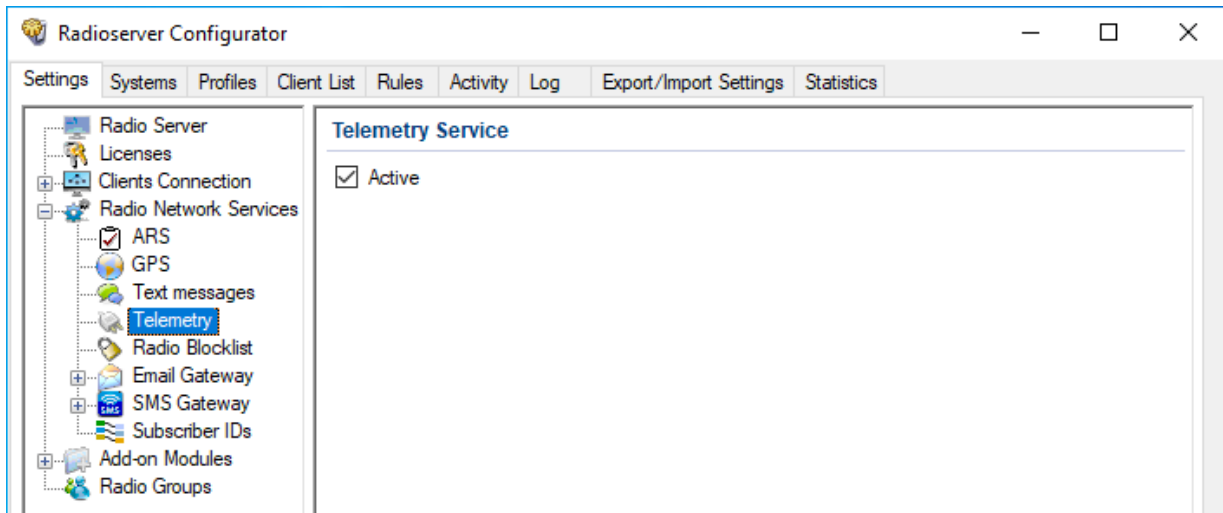 Radioserver Configurator
Settings Systems Profiles Client List Rules Activity Log Export/Import Settings Statistics
Radio Server
Licenses
Clients Connection
Radio Network Services
ARS
GPS
Text messages
Telemetry
Radio Blocklist
Email Gateway
SMS Gateway
SMS
Subscriber IDs
Add-on Modules
Radio Groups
Telemetry Service
Active